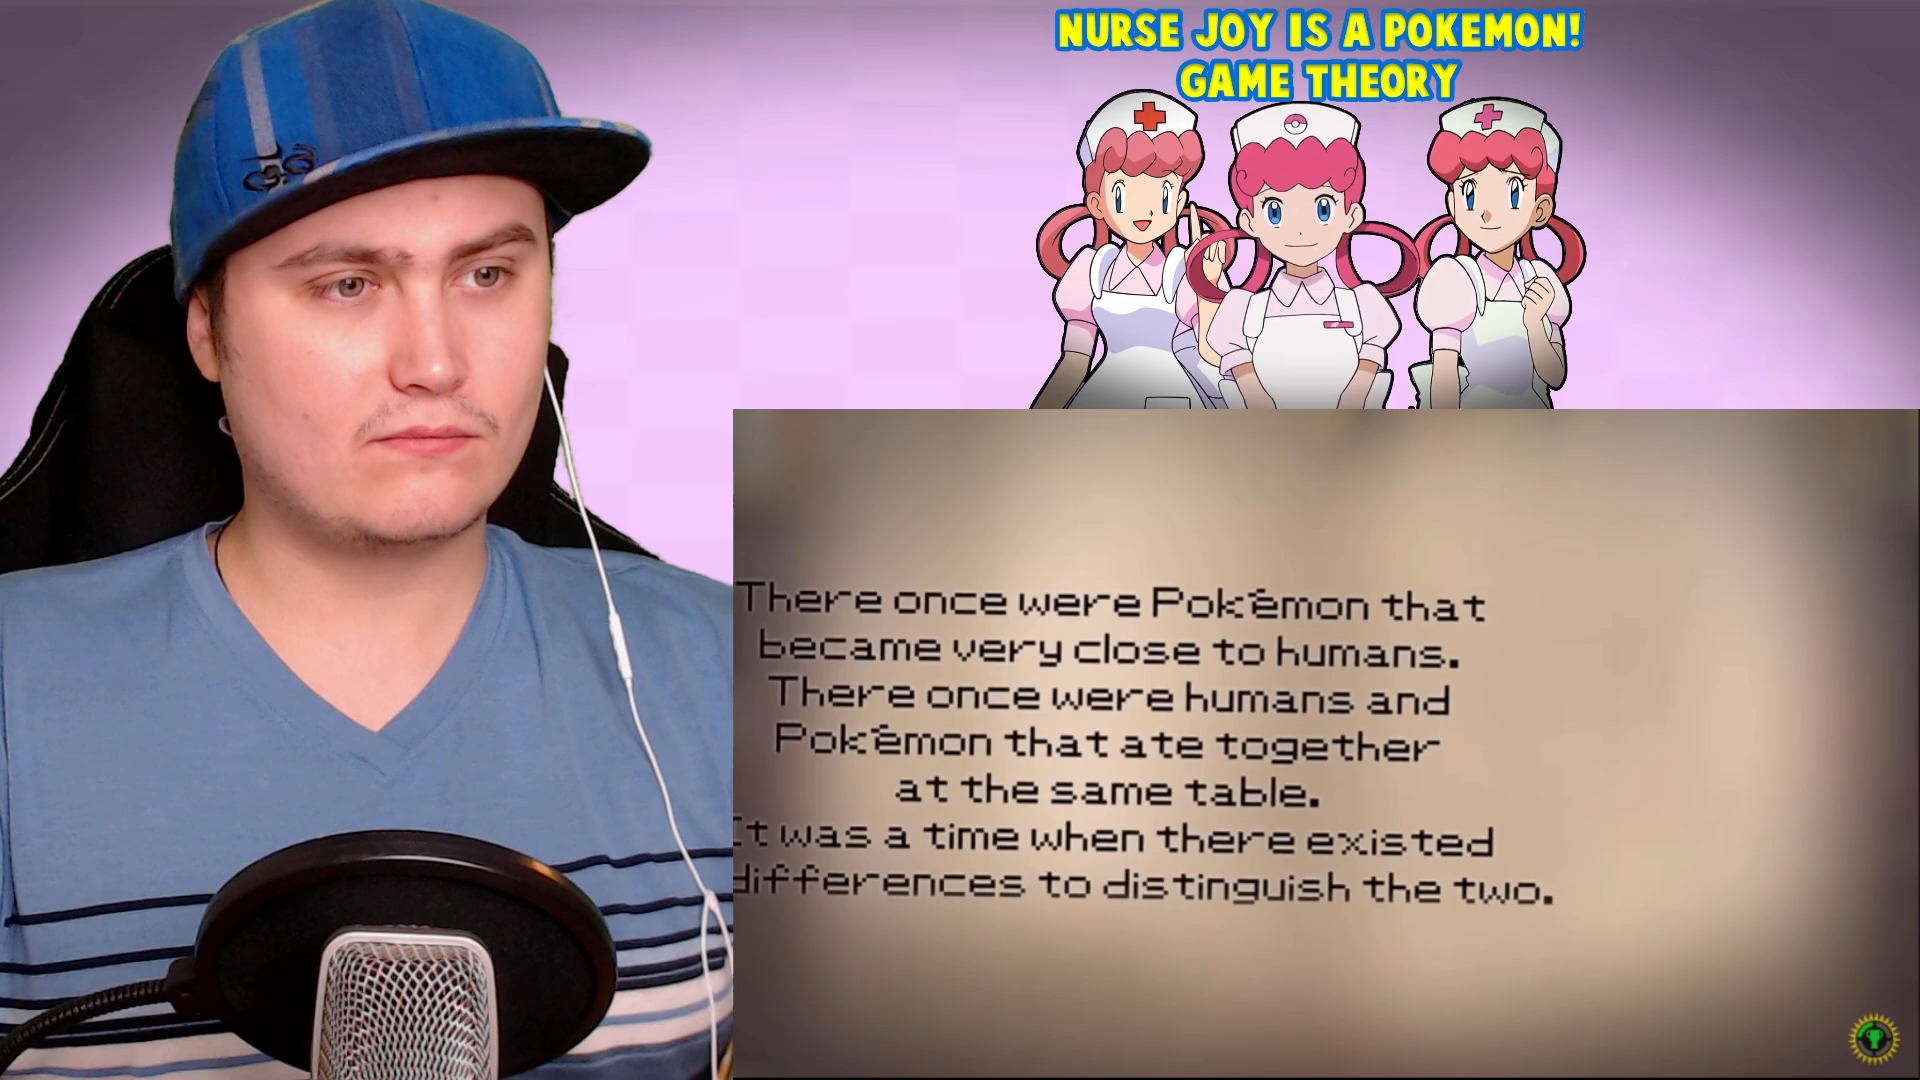 NURSE JOY IS A POKEMON!
GAME THEORY
There once were Pokémon that
became very close to humans.
There once were humans and
Pokémon that ate together
at the same table.
It was a time when there existed
differences to distinguish the two.